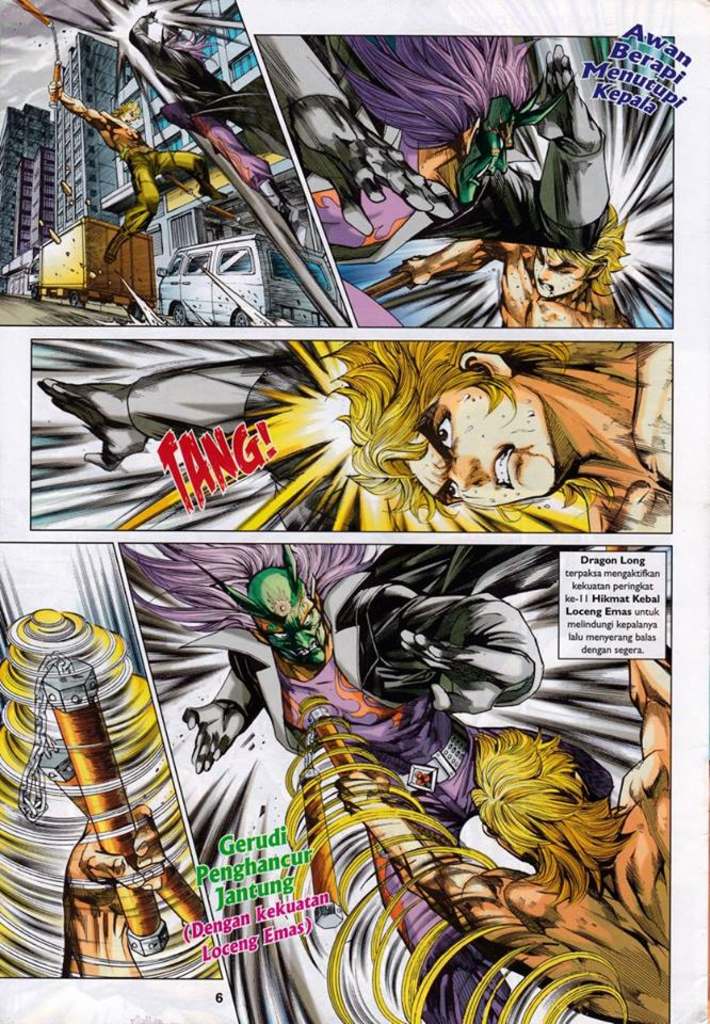 Awan
Berapi
Menutupi
Kepala
TANG!
Dragon Long
terpaksa mengaktifkan
kekuatan peringkat
ke-11 Hikmat Kebal
Loceng Emas untuk
melindungi kepalanya
lalu menyerang balas
dengan segera.
Gerudi
Penghancur
Jantung
(Dengan kekuatan
Loceng Emas)
6